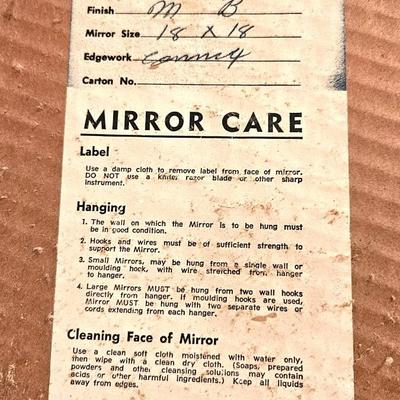 Finish M B
Mirror Size 18 X 18
Edgework
Carton No.
MIRROR CARE
Label
Use a damp cloth to remove label from face of mirror.
DO NOT use a knife, razor blade or other sharp
instrument.
Hanging
1. The wall on which the Mirror is to be hung must
be in good condition.
2. Hooks and wires must be of sufficient strength to
support the Mirror.
3. Small Mirrors, may be hung from a single wall or
moulding hook, with wire stretched from hanger
to hanger.
4. Large Mirrors MUST be hung from two wall hooks
directly from hanger. If moulding hooks are used,
Mirror MUST be hung with two separate wires or
cords extending from each hanger.
Cleaning Face of Mirror
Use a clean soft cloth moistened with water only,
then wipe with a clean dry cloth. (Soaps, prepared
powders and other cleansing solutions may contain
acids or other harmful ingredients.) Keep all liquids
away from edges.